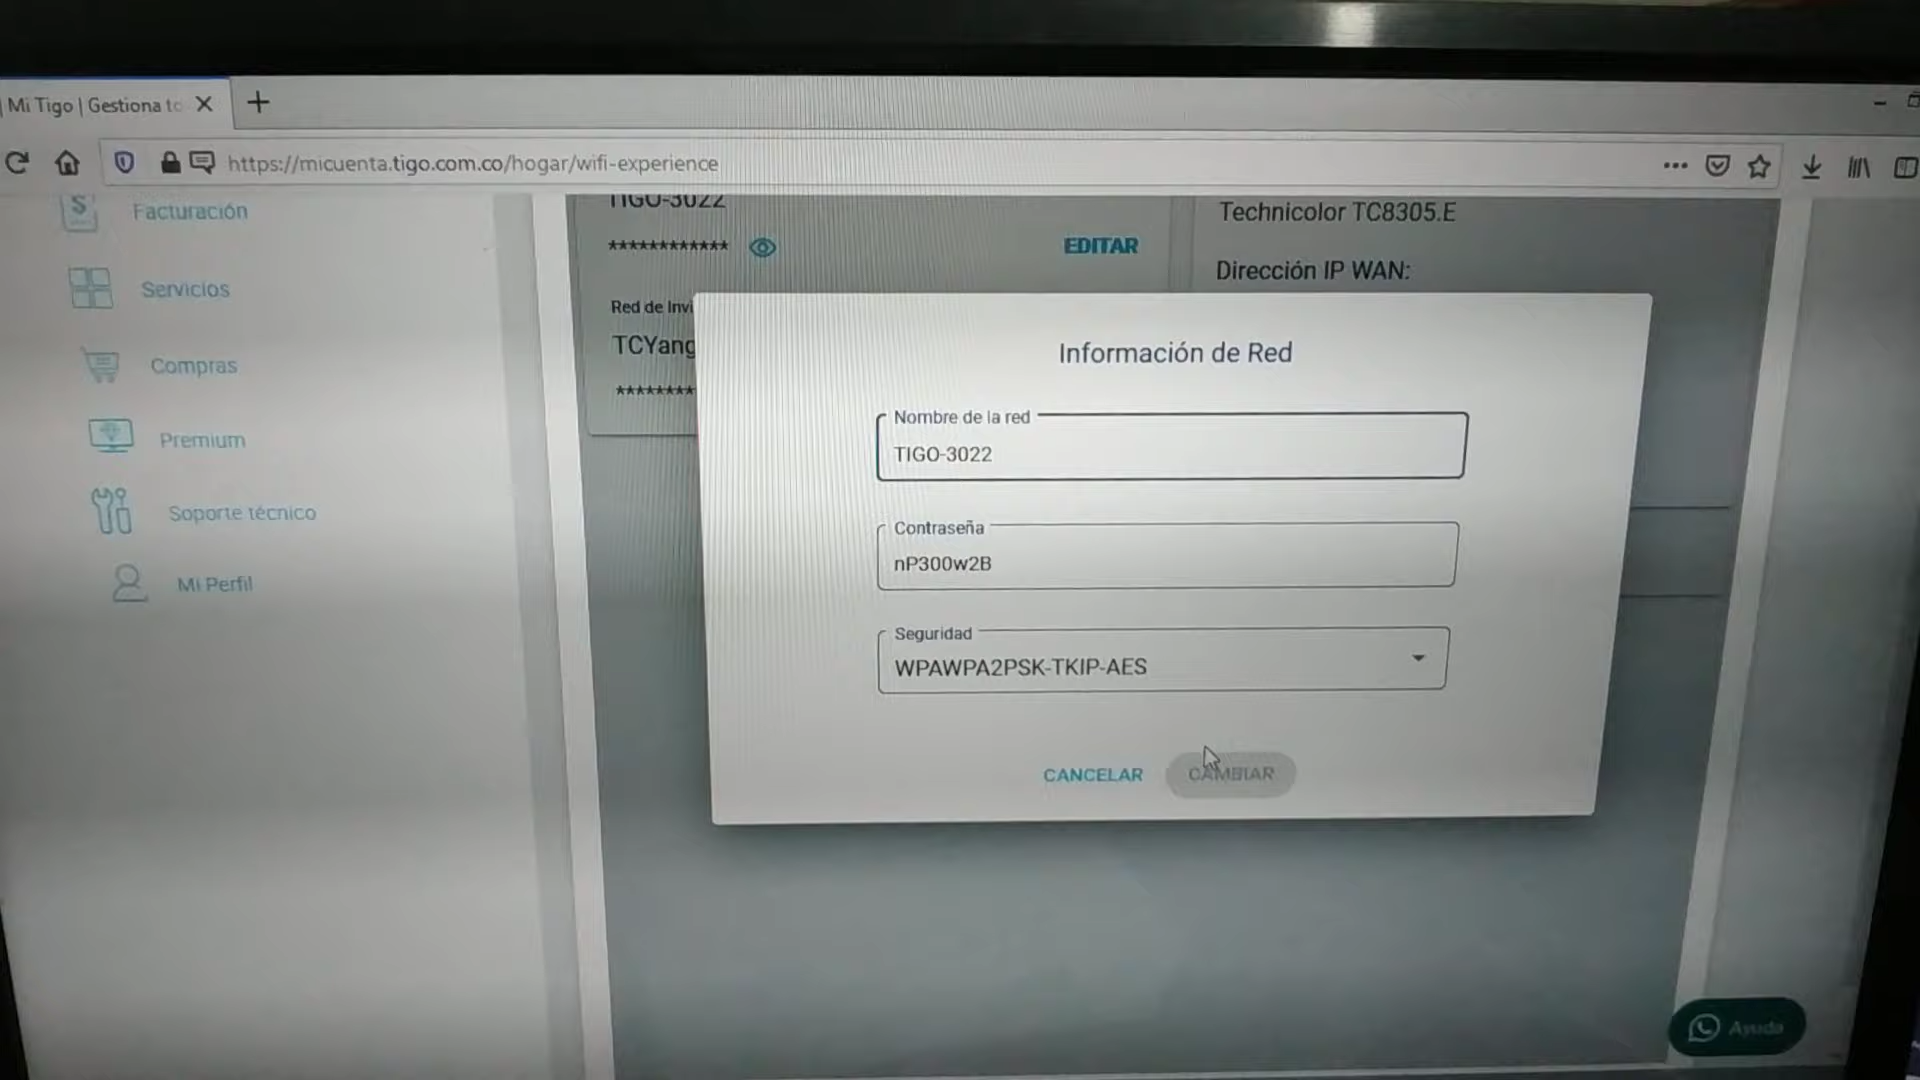 Mi Tigo | Gestiona to
https://micuenta.tigo.com.co/hogar/wifi-experience
Facturación
Servicios
Compras
Premium
Soporte técnico
Mi Perfil
TIGO-3022
************
EDITAR
Red de Invi
TCYang
********
Technicolor TC8305.E
Dirección IP WAN:
Información de Red
Nombre de la red
TIGO-3022
Contraseña
nP300w2B
Seguridad
WPAWPA2PSK-TKIP-AES
CANCELAR
CAMBIAR
Ayuda